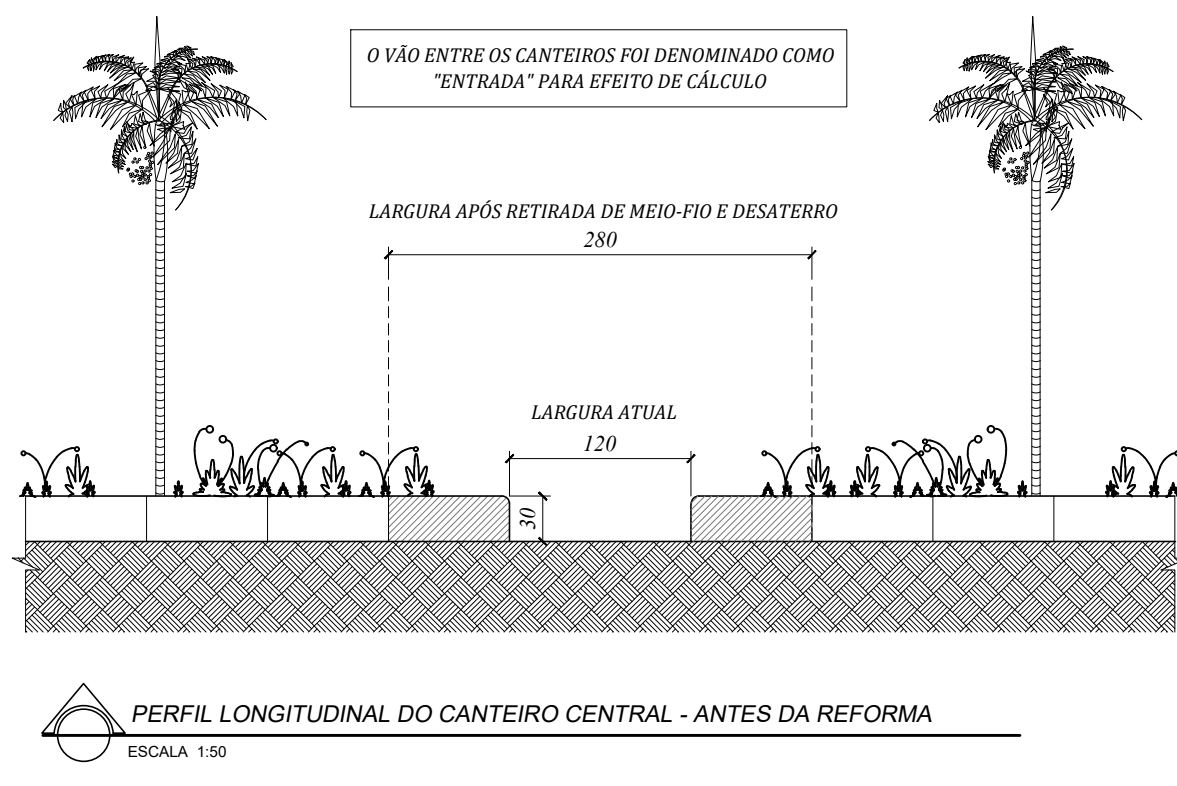 O VÃO ENTRE OS CANTEIROS FOI DENOMINADO COMO
"ENTRADA" PARA EFEITO DE CÁLCULO
LARGURA APÓS RETIRADA DE MEIO-FIO E DESATERRO
280
LARGURA ATUAL
120
30
PERFIL LONGITUDINAL DO CANTEIRO CENTRAL - ANTES DA REFORMA
ESCALA 1:50